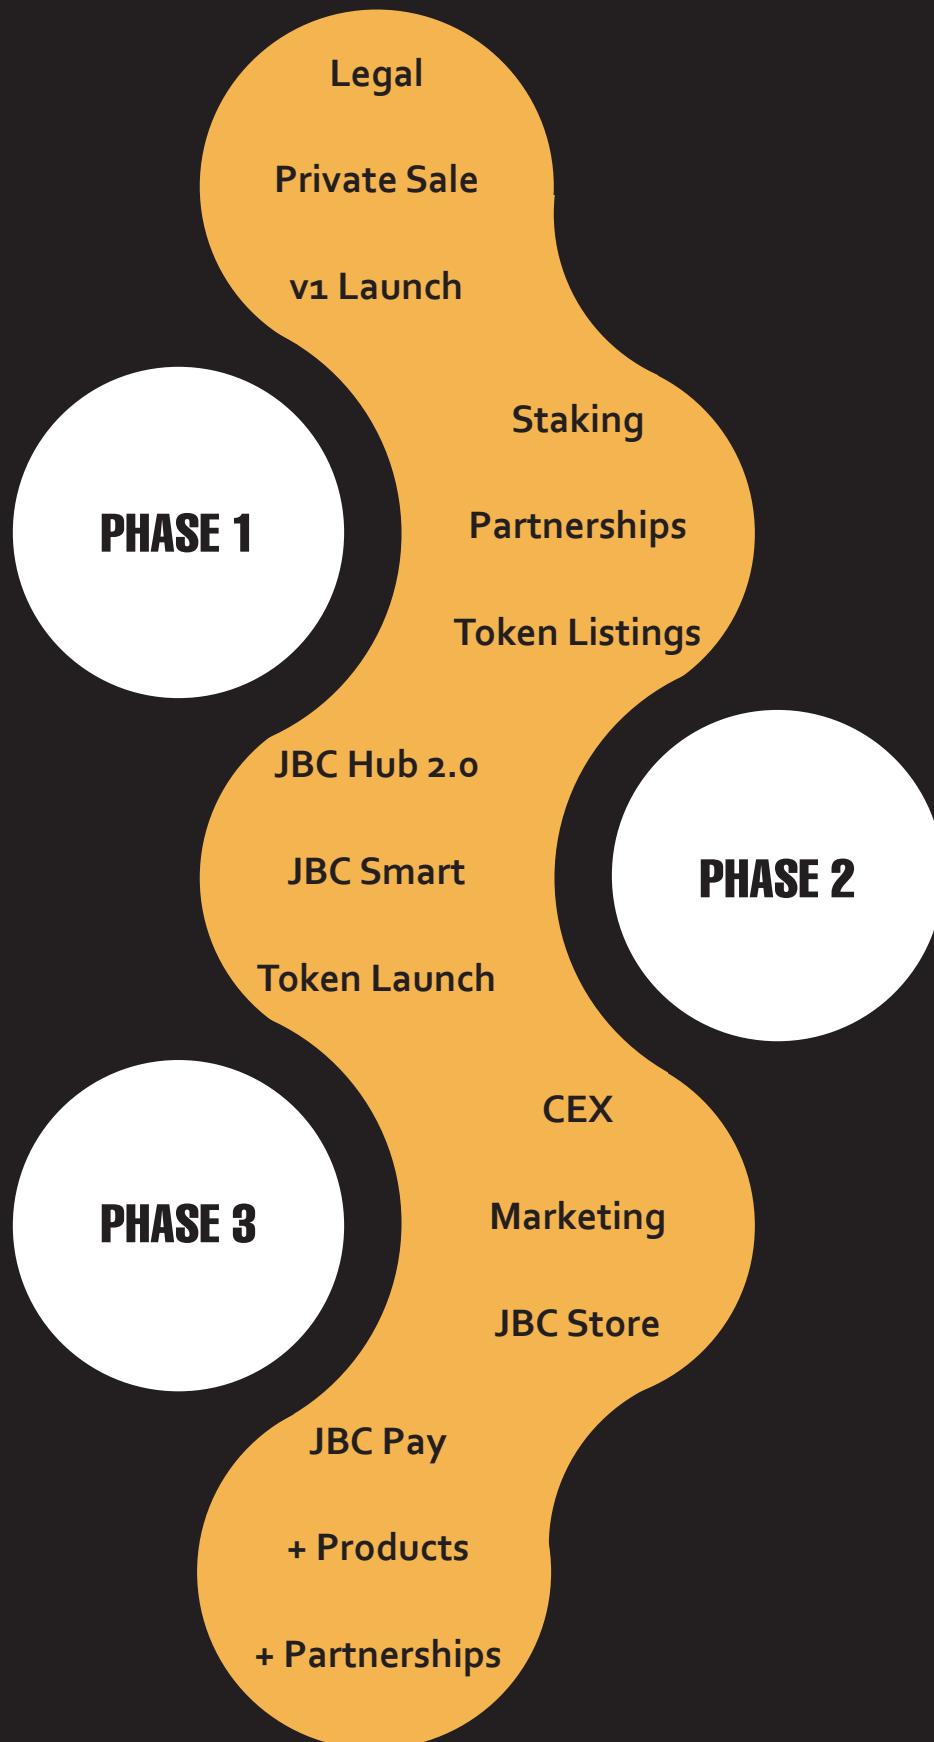 Legal
Private Sale
v1 Launch
PHASE 1
Staking
Partnerships
Token Listings
JBC Hub 2.0
JBC Smart
Token Launch
PHASE 2
PHASE 3
CEX
Marketing
JBC Store
JBC Pay
+ Products
+ Partnerships